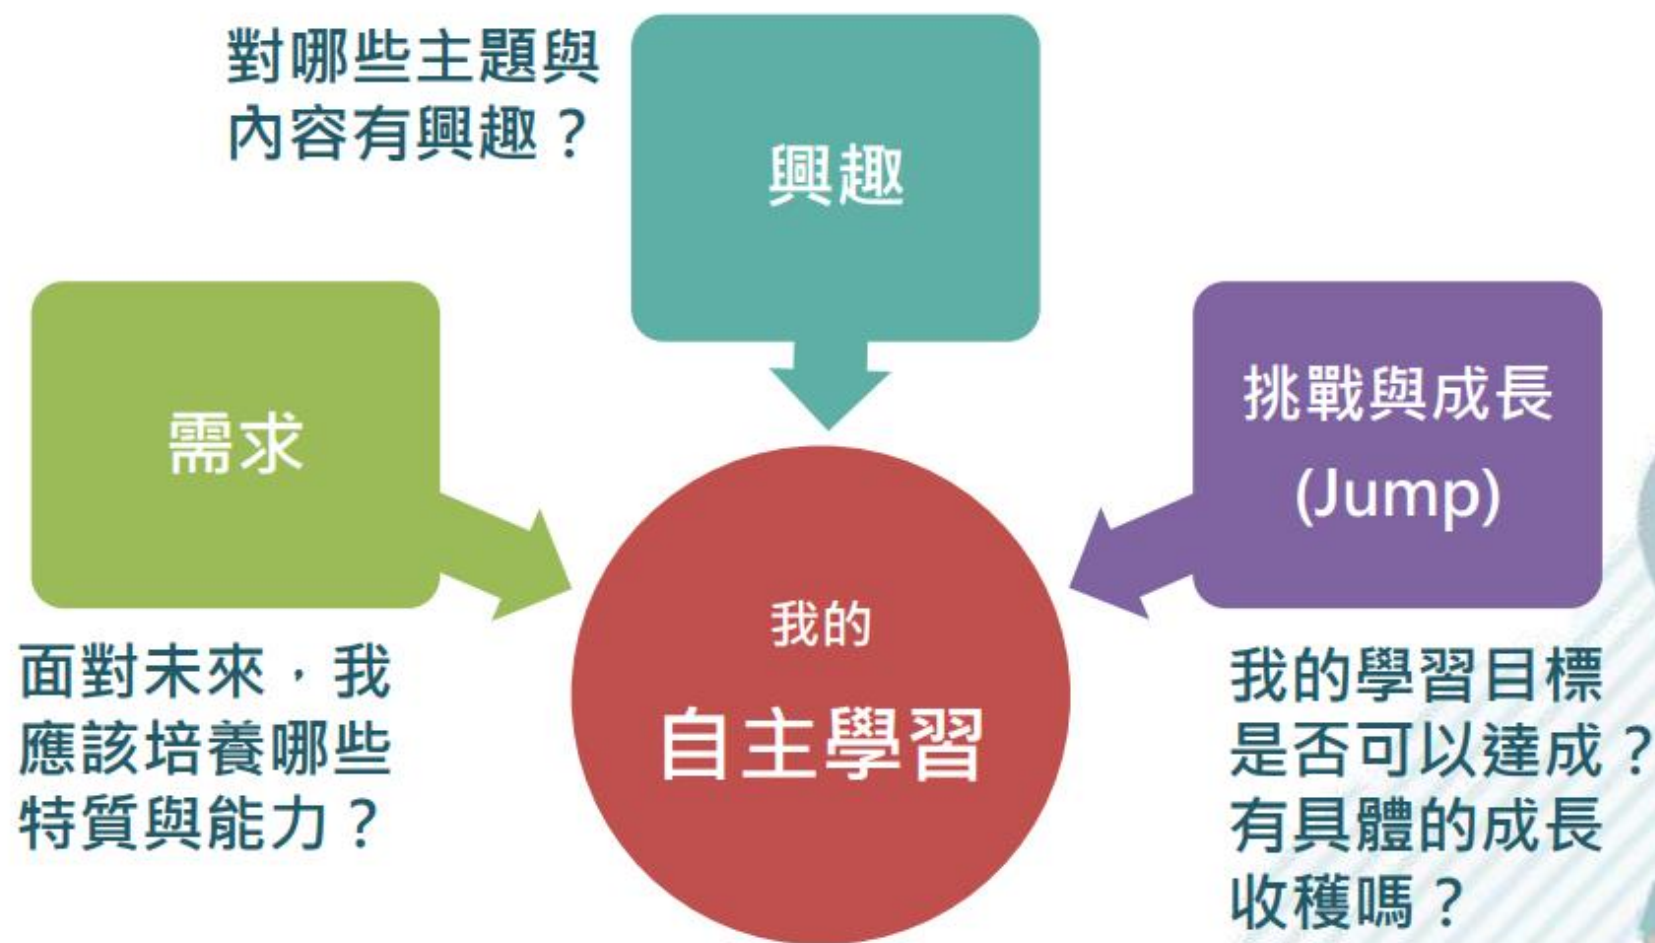 對哪些主題與
內容有興趣？
興趣
需求
面對未來，我
應該培養哪些
特質與能力？
挑戰與成長
(Jump)
我的學習目標
是否可以達成？
有具體的成長
收穫嗎？
我的
自主學習